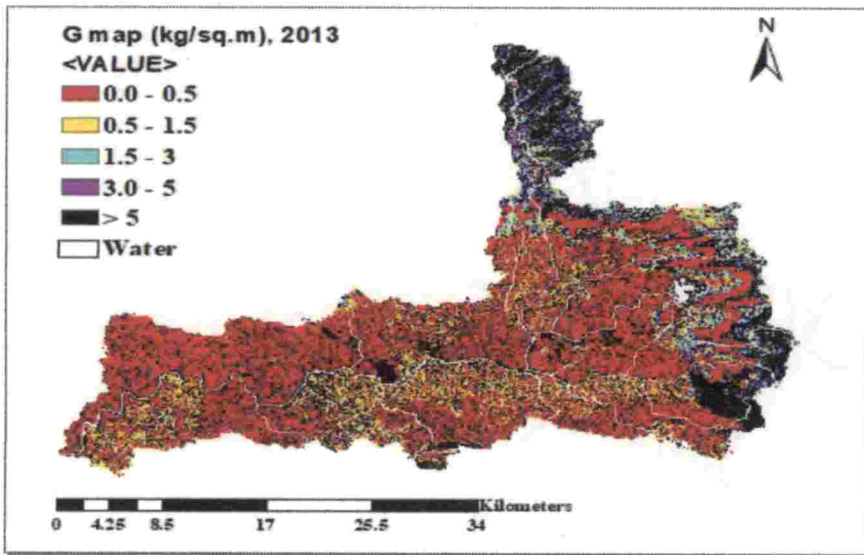 G map (kg/sq.m), 2013
<VALUE>
0.0 - 0.5
0.5 - 1.5
1.5 - 3
3.0 - 5
> 5
Water
N
Kilometers
0 4.25 8.5 17 25.5 34